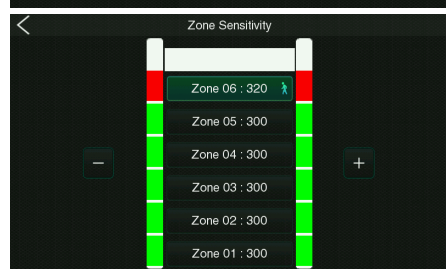 Zone Sensitivity
Zone 06 : 320
Zone 05 : 300
Zone 04 : 300
Zone 03 : 300
Zone 02 : 300
Zone 01 : 300
−
+